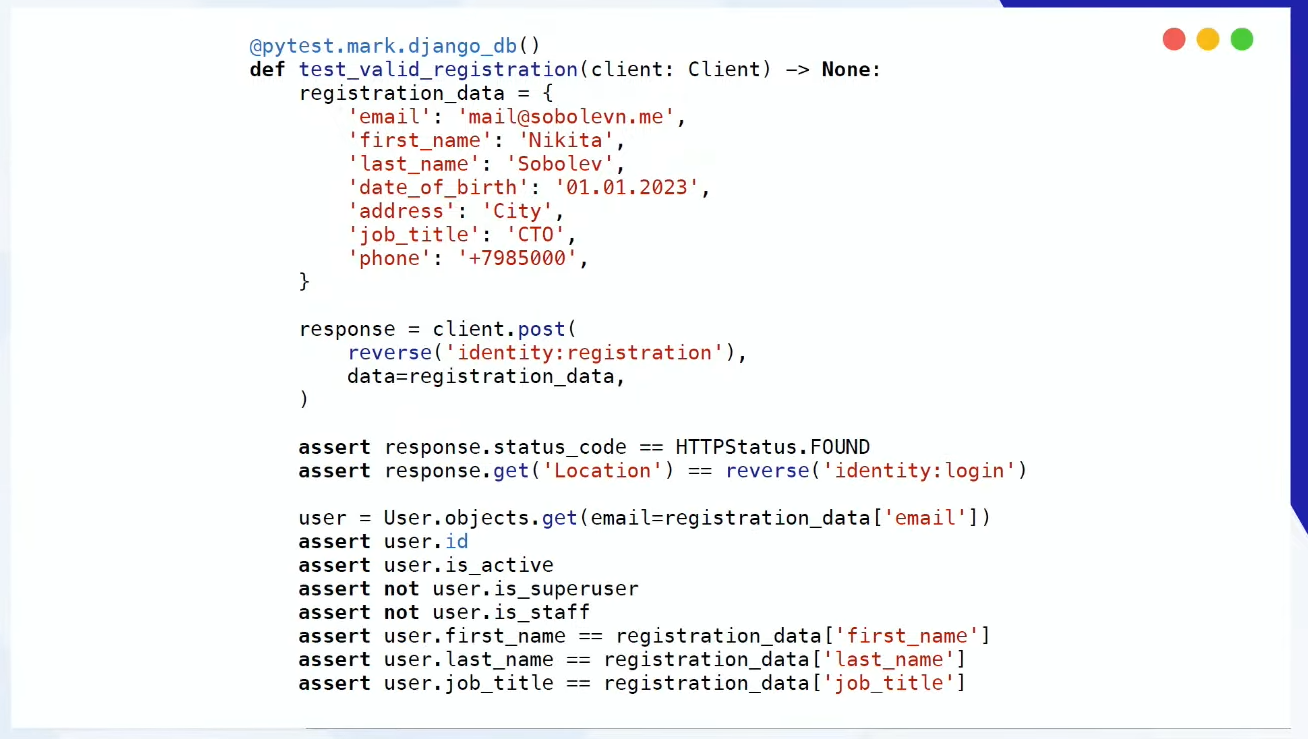 @pytest.mark.django_db()
def test_valid_registration(client: Client) -> None:
    registration_data = {
        'email': 'mail@sobolevn.me',
        'first_name': 'Nikita',
        'last_name': 'Sobolev',
        'date_of_birth': '01.01.2023',
        'address': 'City',
        'job_title': 'CTO',
        'phone': '+7985000',
    }
    response = client.post(
        reverse('identity:registration'),
        data=registration_data,
    )
    assert response.status_code == HTTPStatus.FOUND
    assert response.get('Location') == reverse('identity:login')
    user = User.objects.get(email=registration_data['email'])
    assert user.id
    assert user.is_active
    assert not user.is_superuser
    assert not user.is_staff
    assert user.first_name == registration_data['first_name']
    assert user.last_name == registration_data['last_name']
    assert user.job_title == registration_data['job_title']